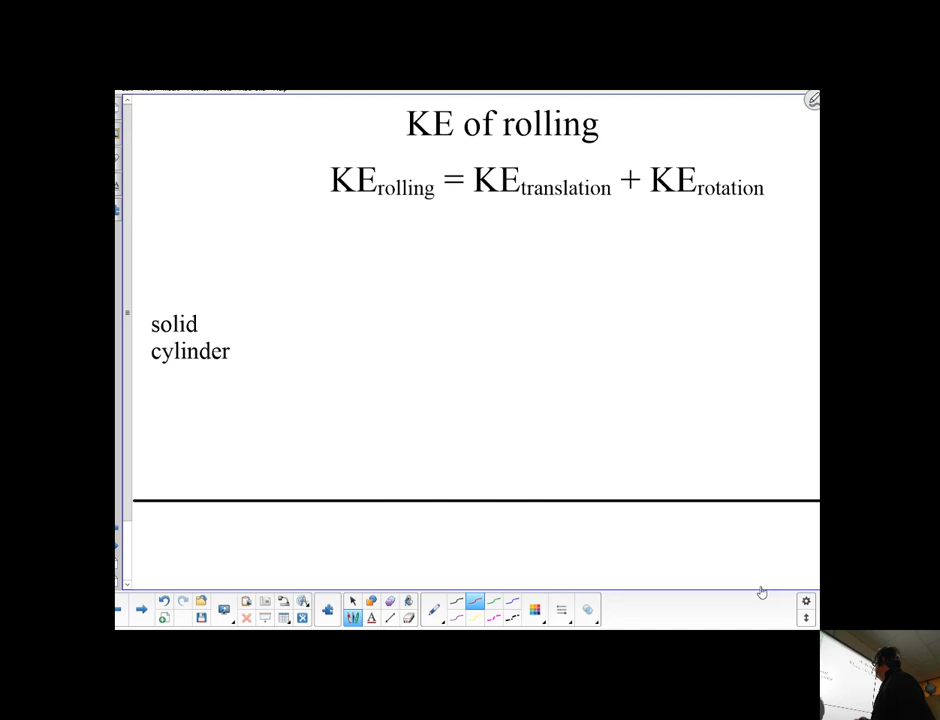 KE of rolling
KErolling = KEtranslation + KErotation
solid
cylinder